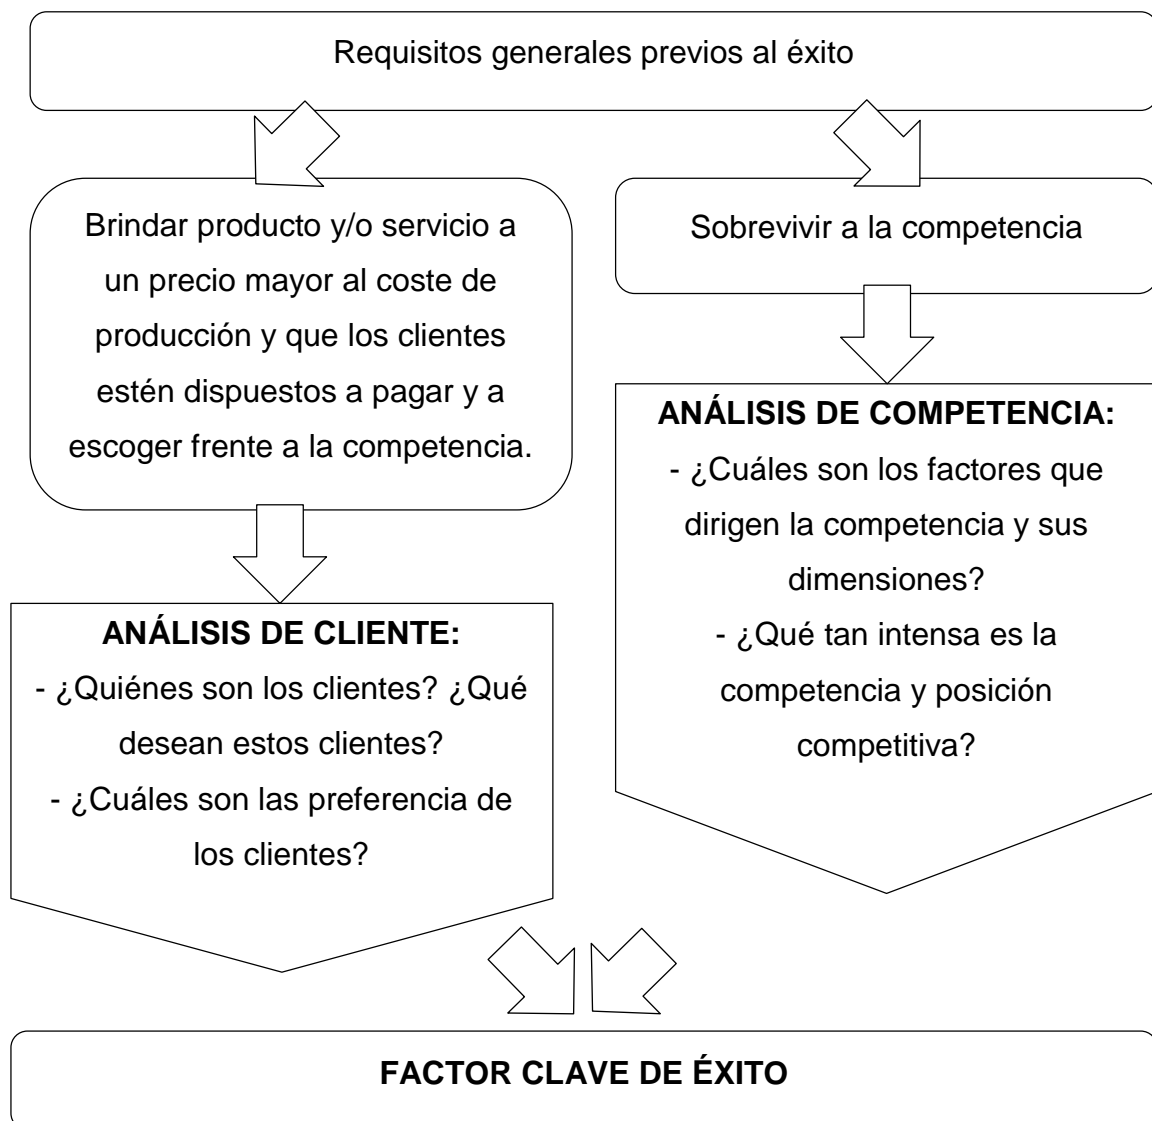 Requisitos generales previos al éxito
Brindar producto y/o servicio a
un precio mayor al coste de
producción y que los clientes
estén dispuestos a pagar y a
escoger frente a la competencia.
Sobrevivir a la competencia
ANÁLISIS DE CLIENTE:
- ¿Quiénes son los clientes? ¿Qué
desean estos clientes?
- ¿Cuáles son las preferencia de
los clientes?
ANÁLISIS DE COMPETENCIA:
- ¿Cuáles son los factores que
dirigen la competencia y sus
dimensiones?
- ¿Qué tan intensa es la
competencia y posición
competitiva?
FACTOR CLAVE DE ÉXITO